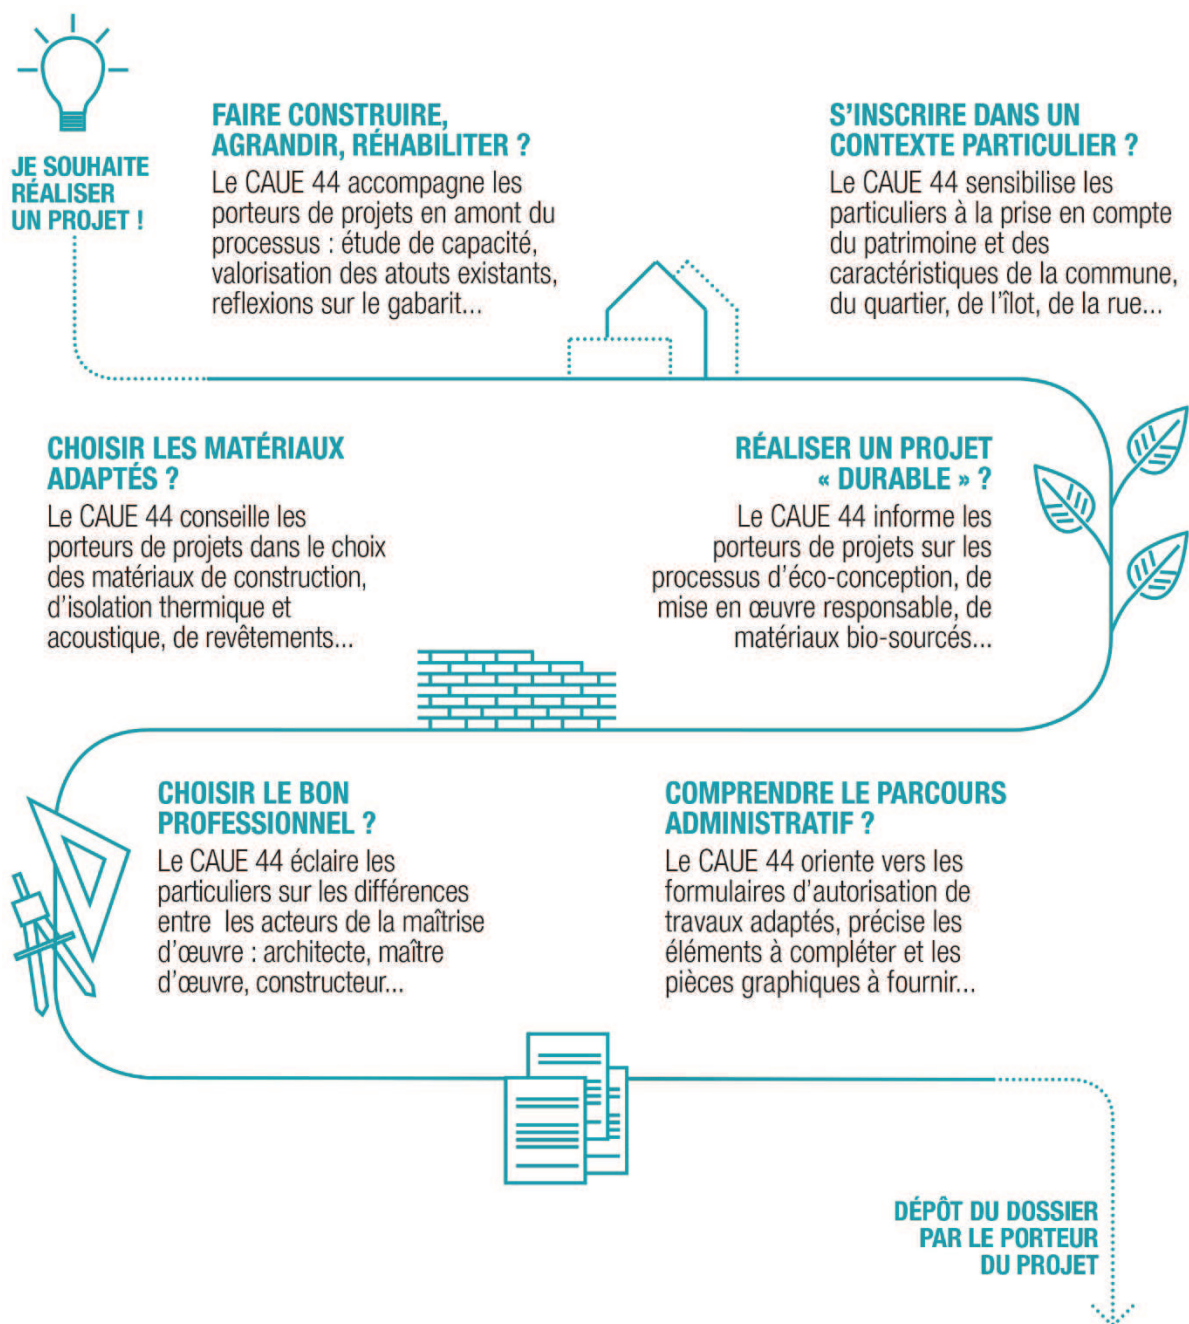 JE SOUHAITE
RÉALISER
UN PROJET !
FAIRE CONSTRUIRE,
AGRANDIR, RÉHABILITER ?
Le CAUE 44 accompagne les
porteurs de projets en amont du
processus : étude de capacité,
valorisation des atouts existants,
reflexions sur le gabarit...
S’INSCRIRE DANS UN
CONTEXTE PARTICULIER ?
Le CAUE 44 sensibilise les
particuliers à la prise en compte
du patrimoine et des
caractéristiques de la commune,
du quartier, de l’îlot, de la rue...
CHOISIR LES MATÉRIAUX
ADAPTÉS ?
Le CAUE 44 conseille les
porteurs de projets dans le choix
des matériaux de construction,
d’isolation thermique et
acoustique, de revêtements...
RÉALISER UN PROJET
« DURABLE » ?
Le CAUE 44 informe les
porteurs de projets sur les
processus d’éco-conception, de
mise en œuvre responsable, de
matériaux bio-sourcés...
CHOISIR LE BON
PROFESSIONNEL ?
Le CAUE 44 éclaire les
particuliers sur les différences
entre les acteurs de la maîtrise
d’œuvre : architecte, maître
d’œuvre, constructeur...
COMPRENDRE LE PARCOURS
ADMINISTRATIF ?
Le CAUE 44 oriente vers les
formulaires d’autorisation de
travaux adaptés, précise les
éléments à compléter et les
pièces graphiques à fournir...
DÉPÔT DU DOSSIER
PAR LE PORTEUR
DU PROJET